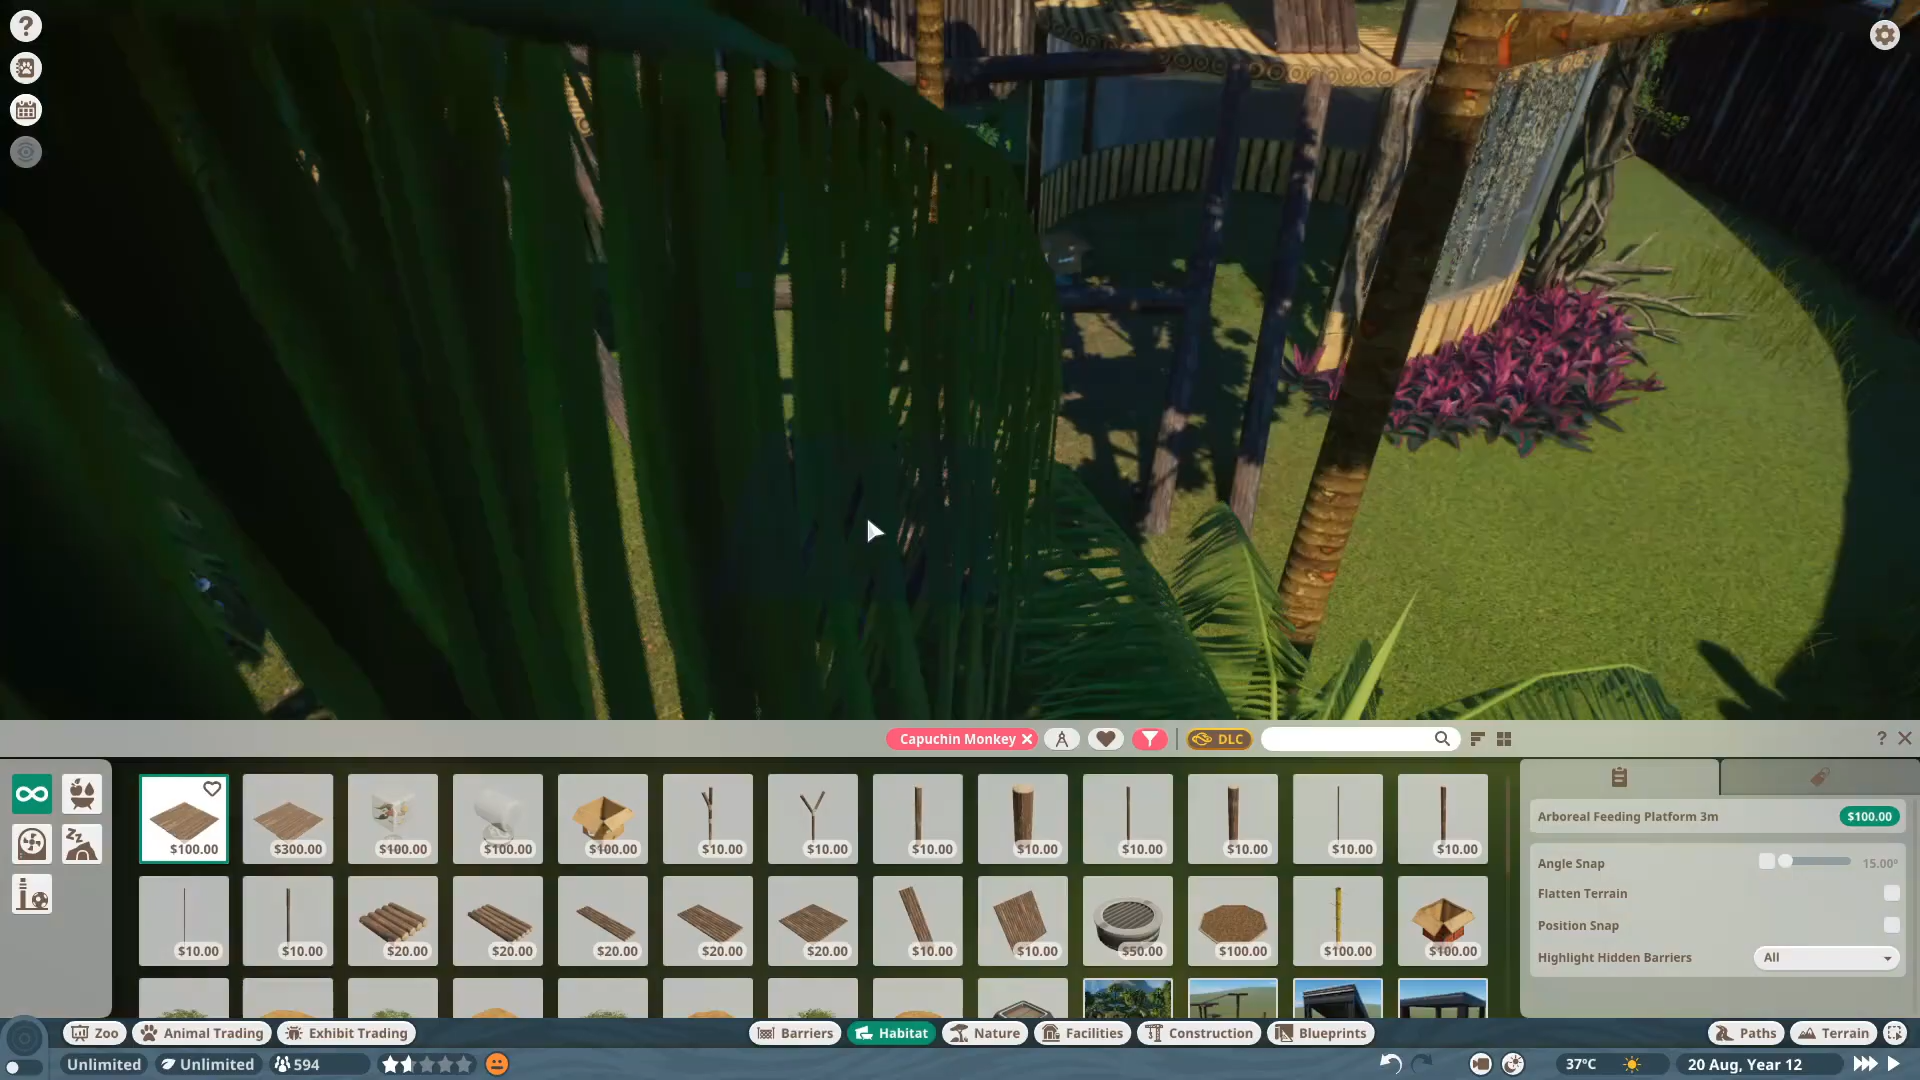 Capuchin Monkey
DLC
$100.00 $300.00 $100.00 $100.00 $100.00 $10.00 $10.00 $10.00 $10.00 $10.00 $10.00 $10.00 $10.00
$10.00 $10.00 $20.00 $20.00 $20.00 $20.00 $20.00 $10.00 $10.00 $50.00 $100.00 $100.00 $100.00
Arboreal Feeding Platform 3m $100.00
Angle Snap 15.00°
Flatten Terrain
Position Snap
Highlight Hidden Barriers All
Zoo Animal Trading Exhibit Trading Barriers Habitat Nature Facilities Construction Blueprints Paths Terrain
Unlimited Unlimited 594 37°C 20 Aug, Year 12